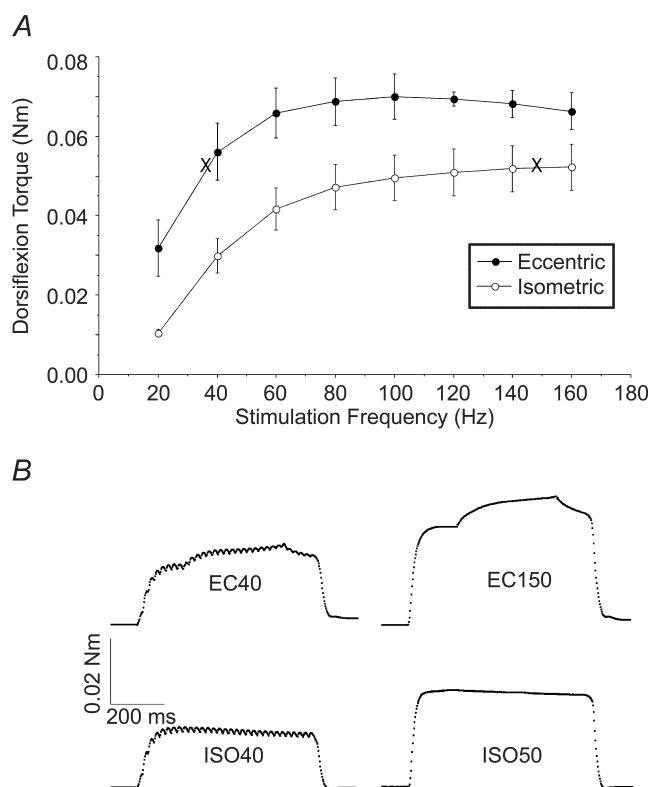 A
0.08
0.06
0.04
0.02
0.00
Dorsiflexion Torque (Nm)
X
X
Eccentric
Isometric
0 20 40 60 80 100 120 140 160 180
Stimulation Frequency (Hz)
B
EC40
EC150
0.02 Nm
200 ms
ISO40
ISO50